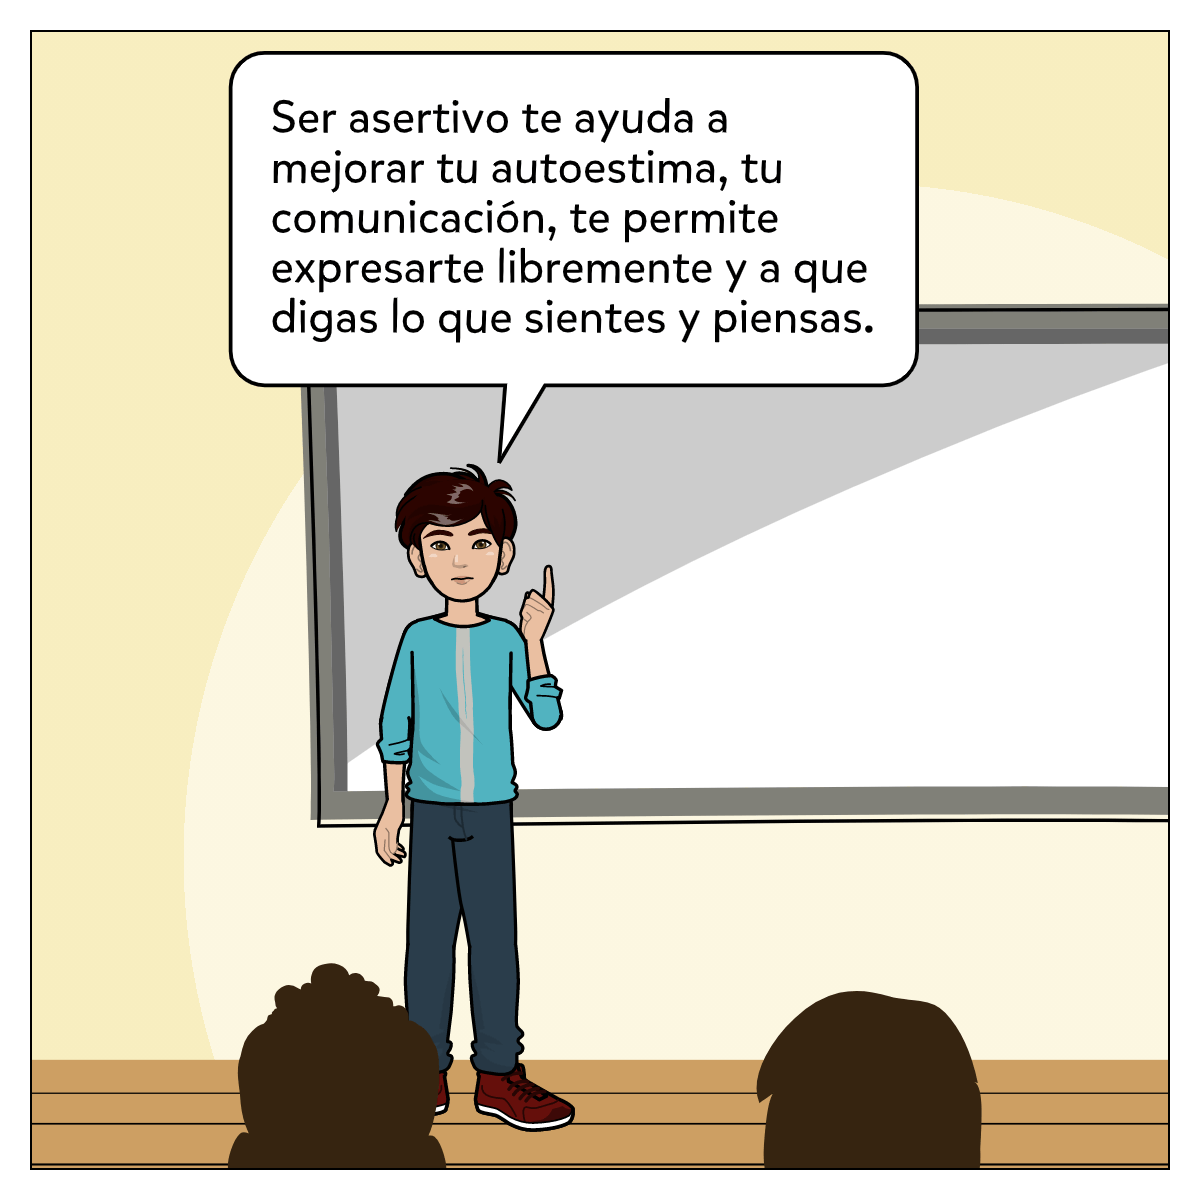 Ser asertivo te ayuda a
mejorar tu autoestima, tu
comunicación, te permite
expresarte libremente y a que
digas lo que sientes y piensas.